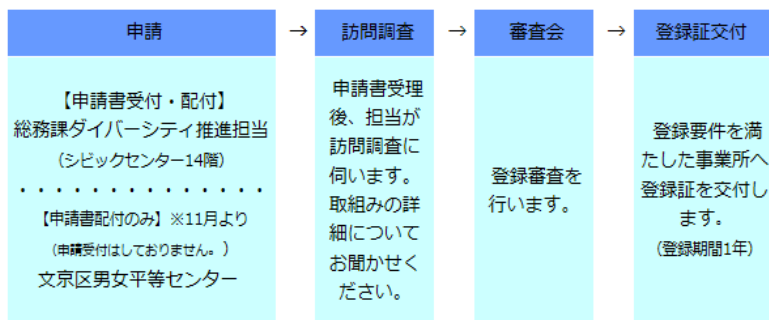 申請 → 訪問調査 → 審査会 → 登録証交付
【申請書受付・配付】
総務課ダイバーシティ推進担当
（シビックセンター14階）
・・・・・・・・・・・・・・
【申請書配付のみ】※11月より
（申請受付はしておりません。）
文京区男女平等センター
申請書受理
後、担当が
訪問調査に
伺います。
取組みの詳
細について
お聞かせく
ださい。
登録審査を
行います。
登録要件を満
たした事業所へ
登録証を交付し
ます。
（登録期間1年）